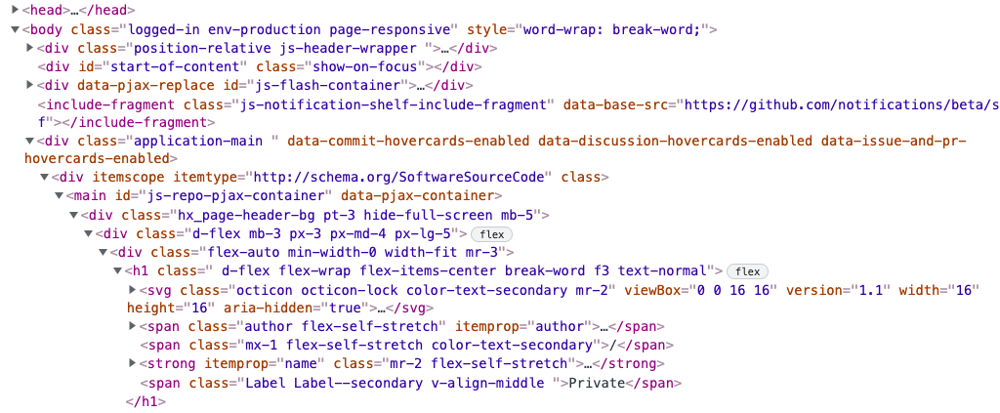 <head>…</head>
<body class="logged-in env-production page-responsive" style="word-wrap: break-word;">
<div class="position-relative js-header-wrapper ">…</div>
<div id="start-of-content" class="show-on-focus"></div>
<div data-pjax-replace id="js-flash-container">…</div>
<include-fragment class="js-notification-shelf-include-fragment" data-base-src="https://github.com/notifications/beta/s
f"></include-fragment>
<div class="application-main " data-commit-hovercards-enabled data-discussion-hovercards-enabled data-issue-and-pr-
hovercards-enabled>
<div itemscope itemtype="http://schema.org/SoftwareSourceCode" class>
<main id="js-repo-pjax-container" data-pjax-container>
<div class="hx_page-header-bg pt-3 hide-full-screen mb-5">
<div class="d-flex mb-3 px-3 px-md-4 px-lg-5"> flex
<div class="flex-auto min-width-0 width-fit mr-3">
<h1 class=" d-flex flex-wrap flex-items-center break-word f3 text-normal"> flex
<svg class="octicon octicon-lock color-text-secondary mr-2" viewBox="0 0 16 16" version="1.1" width="16"
height="16" aria-hidden="true">…</svg>
<span class="author flex-self-stretch" itemprop="author">…</span>
<span class="mx-1 flex-self-stretch color-text-secondary">/</span>
<strong itemprop="name" class="mr-2 flex-self-stretch">…</strong>
<span class="Label Label--secondary v-align-middle ">Private</span>
</h1>